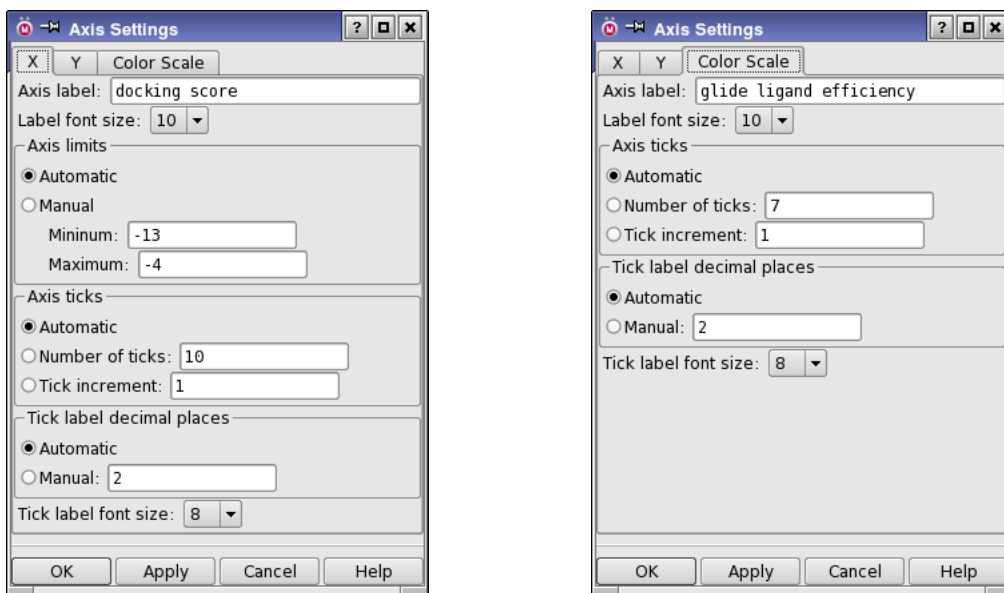 Axis Settings
X Y Color Scale
Axis label: docking score
Label font size: 10
Axis limits
Automatic
Manual
Mininum: -13
Maximum: -4
Axis ticks
Automatic
Number of ticks: 10
Tick increment: 1
Tick label decimal places
Automatic
Manual: 2
Tick label font size: 8
OK Apply Cancel Help
Axis Settings
X Y Color Scale
Axis label: glide ligand efficiency
Label font size: 10
Axis ticks
Automatic
Number of ticks: 7
Tick increment: 1
Tick label decimal places
Automatic
Manual: 2
Tick label font size: 8
OK Apply Cancel Help